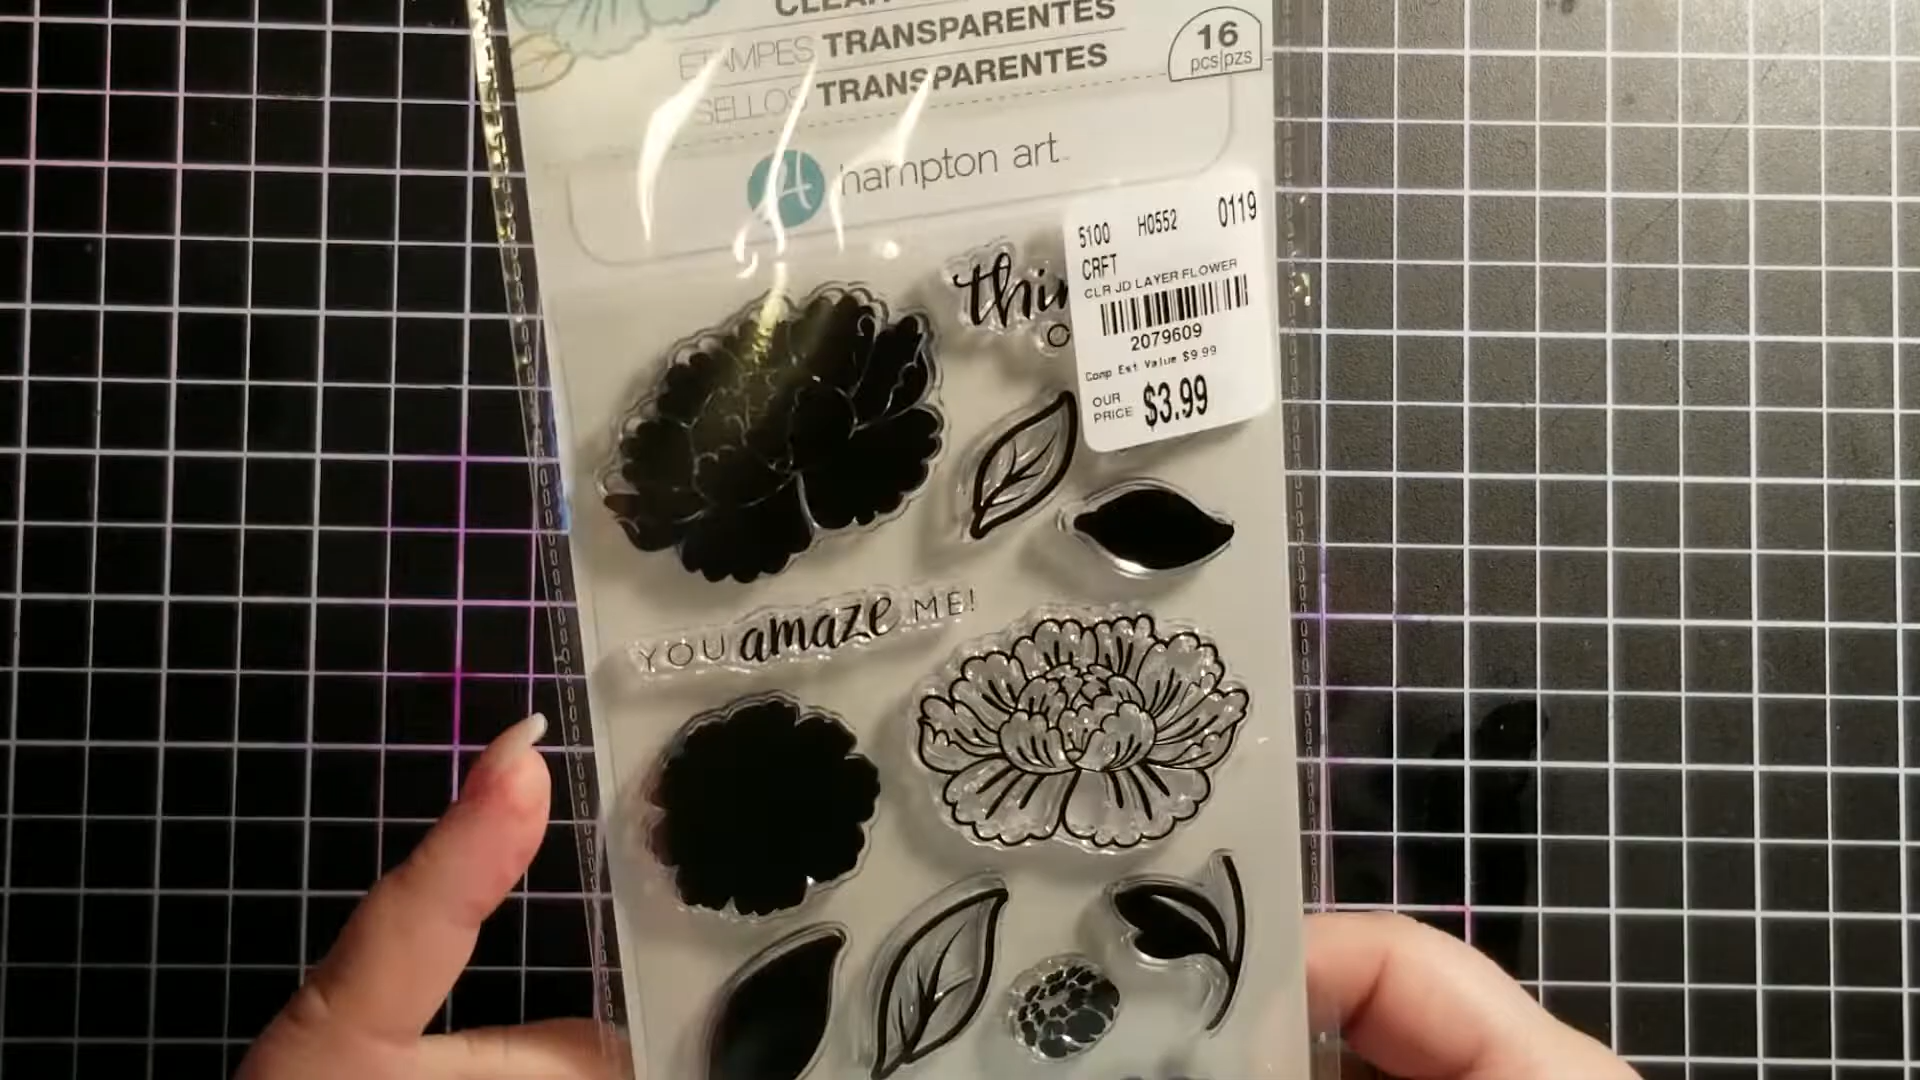 ÉTAMPES TRANSPARENTES
SELLOS TRANSPARENTES
16
pcs|pzs
hampton art
5100 H0552 0119
CRFT
CLR JD LAYER FLOWER
2079609
Comp Est Value $9.99
OUR PRICE $3.99
YOU amaze ME!